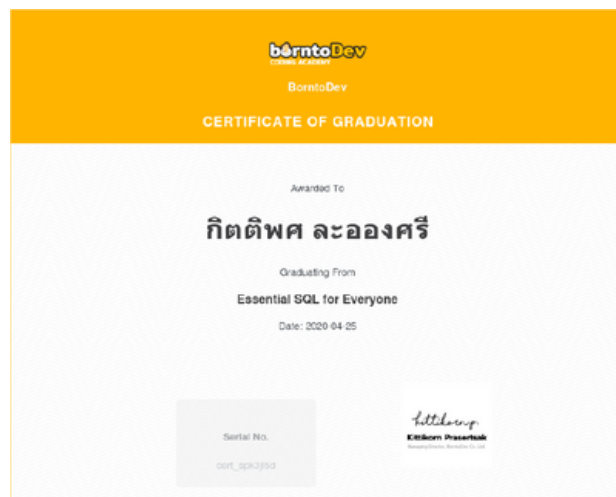 borntoDev
CODING ACADEMY
BorntoDev
CERTIFICATE OF GRADUATION
Awarded To
กิตติพศ ละอองศรี
Graduating From
Essential SQL for Everyone
Date: 2020-04-25
Serial No.
Kittikorn Prasertsak